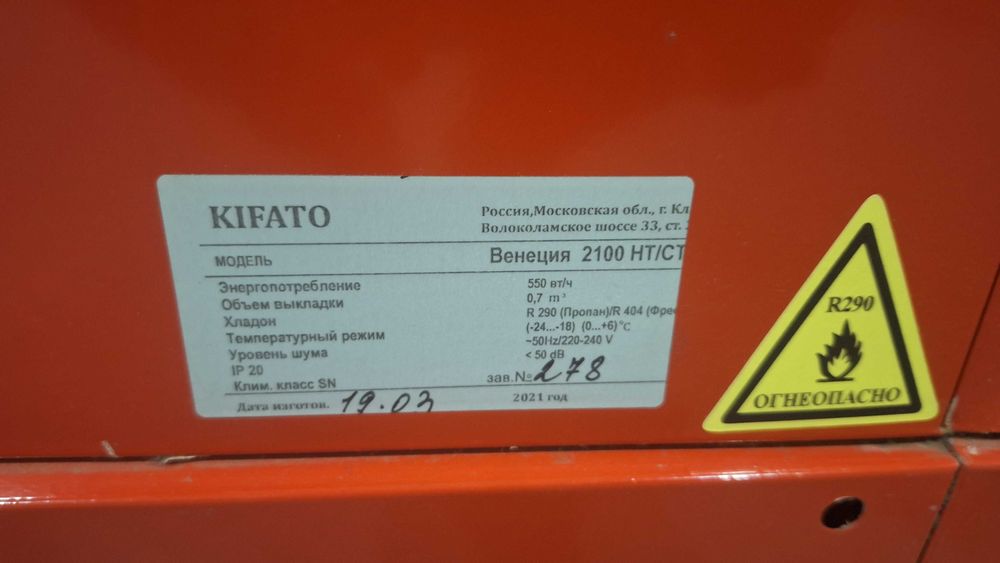 KIFATO
Россия,Московская обл., г. Кл
Волоколамское шоссе 33, ст.
МОДЕЛЬ Венеция 2100 НТ/СТ
Энергопотребление 550 вт/ч
Объем выкладки 0,7 m³
Хладон R 290 (Пропан)/R 404 (Фре
Температурный режим (-24...-18) (0...+6)°C
~50Hz/220-240 V
Уровень шума < 50 dB
IP 20
Клим. класс SN зав.№ 278
Дата изготов. 19.03 2021 год
R290
ОГНЕОПАСНО